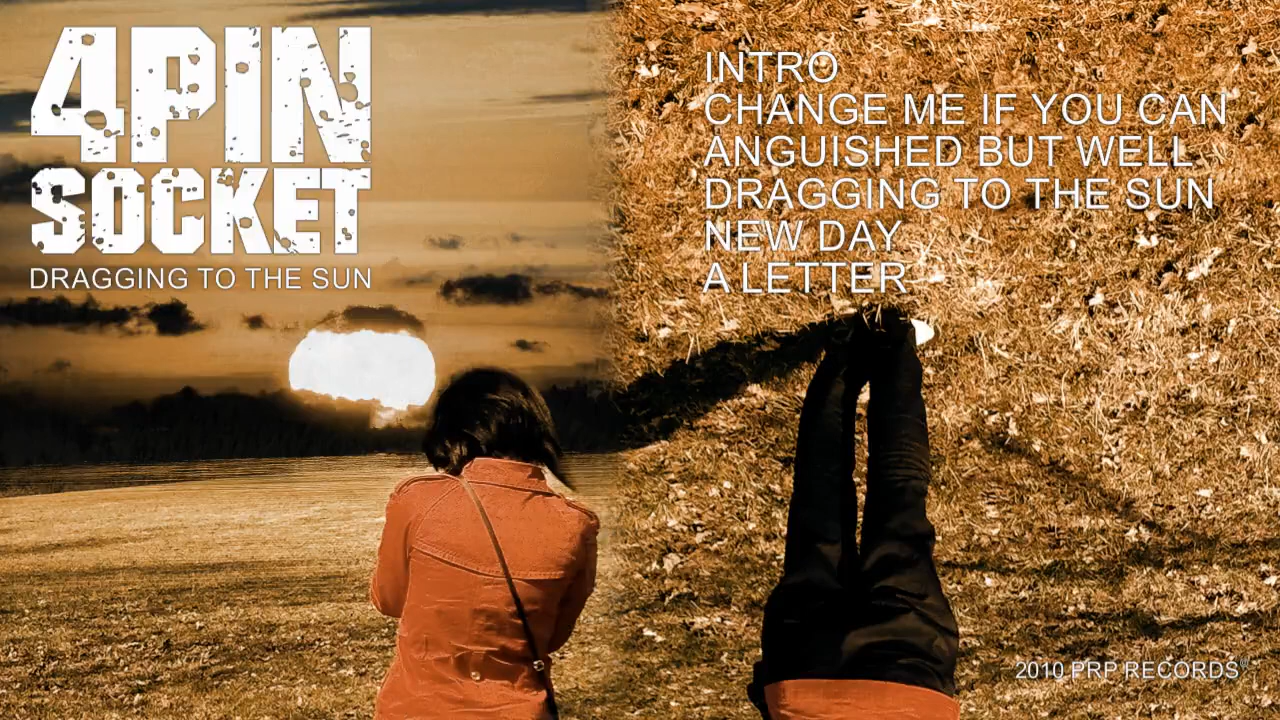 4PIN
SOCKET
DRAGGING TO THE SUN
INTRO
CHANGE ME IF YOU CAN
ANGUISHED BUT WELL
DRAGGING TO THE SUN
NEW DAY
A LETTER
2010 PRP RECORDS®